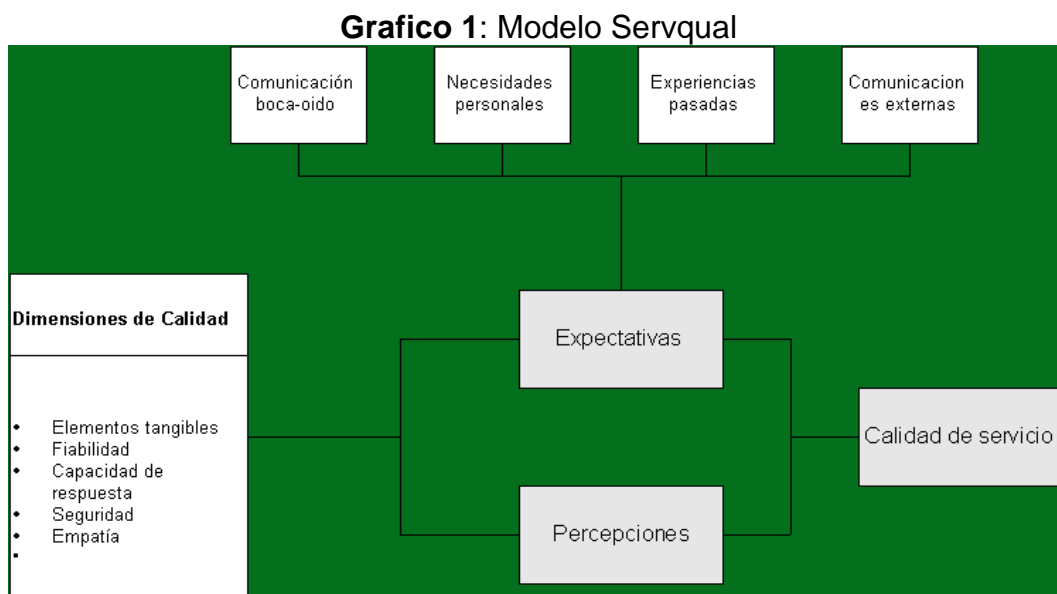 Grafico 1: Modelo Servqual
Comunicación
boca-oido
Necesidades
personales
Experiencias
pasadas
Comunicacion
es externas
Dimensiones de Calidad
• Elementos tangibles
• Fiabilidad
• Capacidad de
respuesta
• Seguridad
• Empatía
•
Expectativas
Percepciones
Calidad de servicio